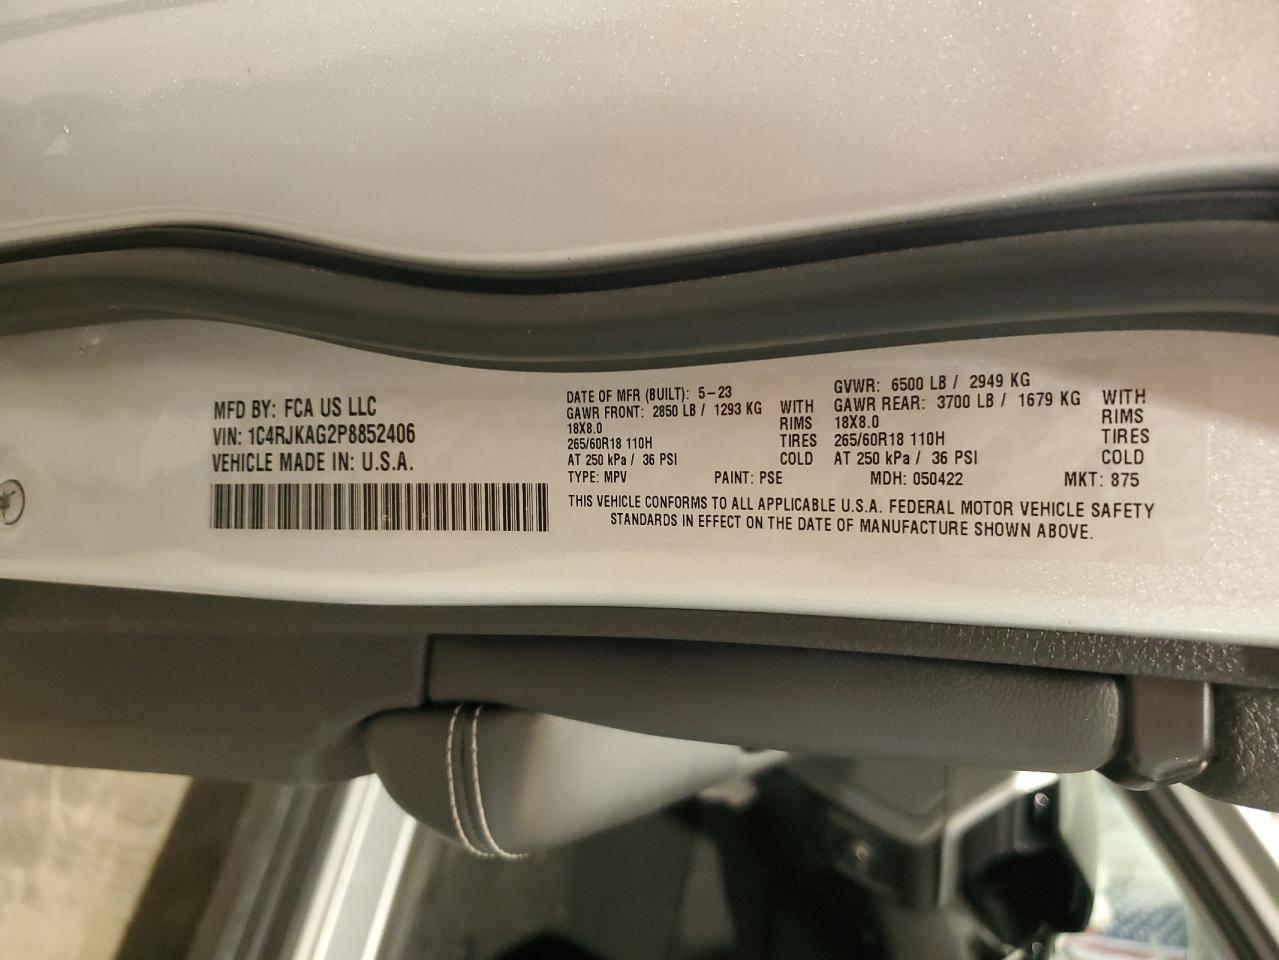 MFD BY: FCA US LLC
VIN: 1C4RJKAG2P8852406
VEHICLE MADE IN: U.S.A.
DATE OF MFR (BUILT): 5-23
GAWR FRONT: 2850 LB / 1293 KG WITH
18X8.0 RIMS
265/60R18 110H TIRES
AT 250 kPa / 36 PSI COLD
GVWR: 6500 LB / 2949 KG
GAWR REAR: 3700 LB / 1679 KG WITH
18X8.0 RIMS
265/60R18 110H TIRES
AT 250 kPa / 36 PSI COLD
TYPE: MPV PAINT: PSE MDH: 050422 MKT: 875
THIS VEHICLE CONFORMS TO ALL APPLICABLE U.S.A. FEDERAL MOTOR VEHICLE SAFETY
STANDARDS IN EFFECT ON THE DATE OF MANUFACTURE SHOWN ABOVE.